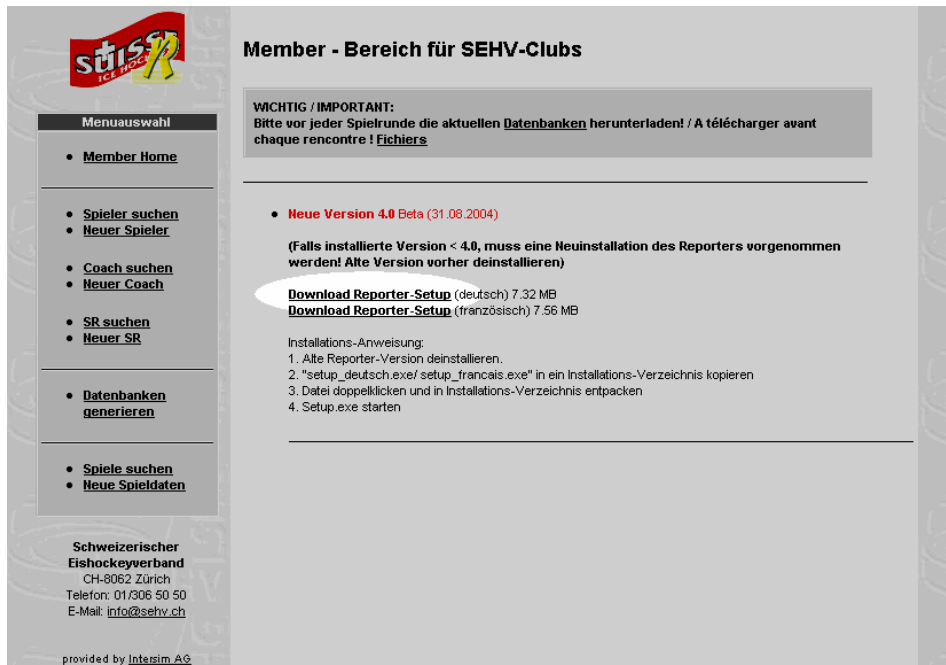 süisse
ICE HOCKEY
R
Menuauswahl
Member Home
Spieler suchen
Neuer Spieler
Coach suchen
Neuer Coach
SR suchen
Neuer SR
Datenbanken
generieren
Spiele suchen
Neue Spieldaten
Schweizerischer
Eishockeyverband
CH-8062 Zürich
Telefon: 01/306 50 50
E-Mail: info@sehv.ch
provided by Intersim AG
Member - Bereich für SEHV-Clubs
WICHTIG / IMPORTANT:
Bitte vor jeder Spielrunde die aktuellen Datenbanken herunterladen! / A télécharger avant
chaque rencontre ! Fichiers
Neue Version 4.0 Beta (31.08.2004)
(Falls installierte Version < 4.0, muss eine Neuinstallation des Reporters vorgenommen
werden! Alte Version vorher deinstallieren)
Download Reporter-Setup (deutsch) 7.32 MB
Download Reporter-Setup (französisch) 7.56 MB
Installations-Anweisung:
1. Alte Reporter-Version deinstallieren.
2. "setup_deutsch.exe/ setup_francais.exe" in ein Installations-Verzeichnis kopieren
3. Datei doppelklicken und in Installations-Verzeichnis entpacken
4. Setup.exe starten